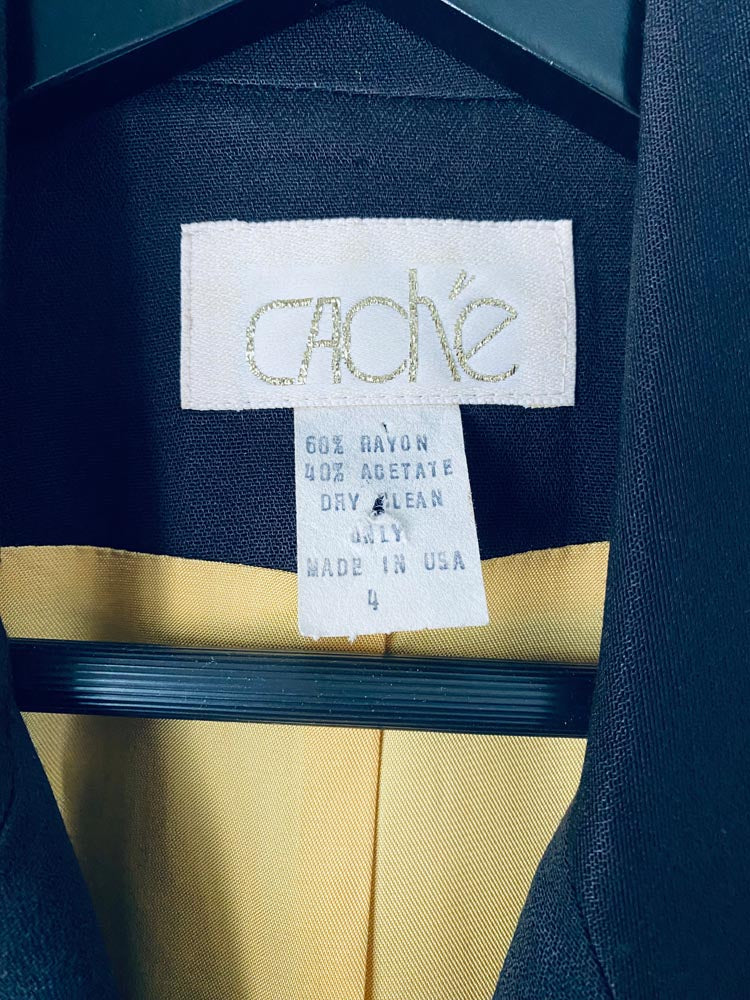 caché
60% RAYON
40% ACETATE
DRY CLEAN
ONLY
MADE IN USA
4